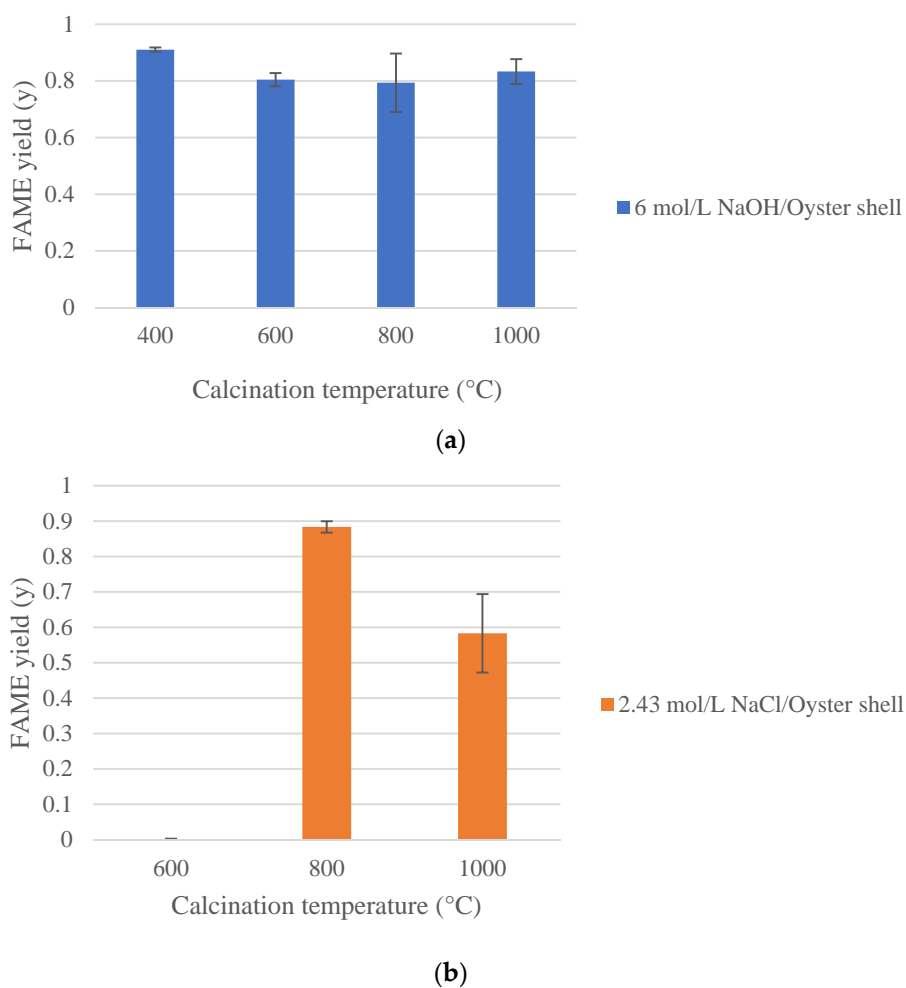 1
0.8
0.6
0.4
0.2
0
FAME yield (y)
400 600 800 1000
Calcination temperature (°C)
6 mol/L NaOH/Oyster shell
(a)
1
0.9
0.8
0.7
0.6
0.5
0.4
0.3
0.2
0.1
0
FAME yield (y)
600 800 1000
Calcination temperature (°C)
2.43 mol/L NaCl/Oyster shell
(b)